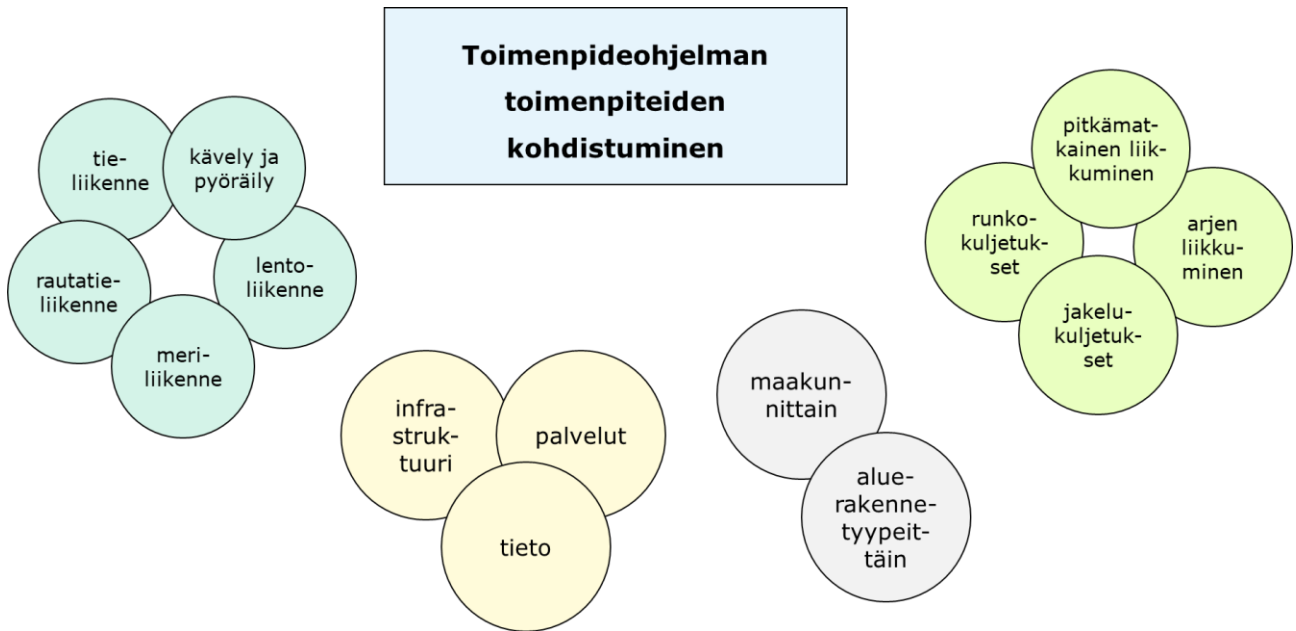 Toimenpideohjelman
toimenpiteiden
kohdistuminen
tie-
liikenne
kävely ja
pyöräily
rautatie-
liikenne
lento-
liikenne
meri-
liikenne
infra-
struk-
tuuri
palvelut
tieto
maakun-
nittain
alue-
rakenne-
tyypeit-
täin
pitkämat-
kainen liik-
kuminen
runko-
kuljetuk-
set
arjen
liikku-
minen
jakelu-
kuljetuk-
set